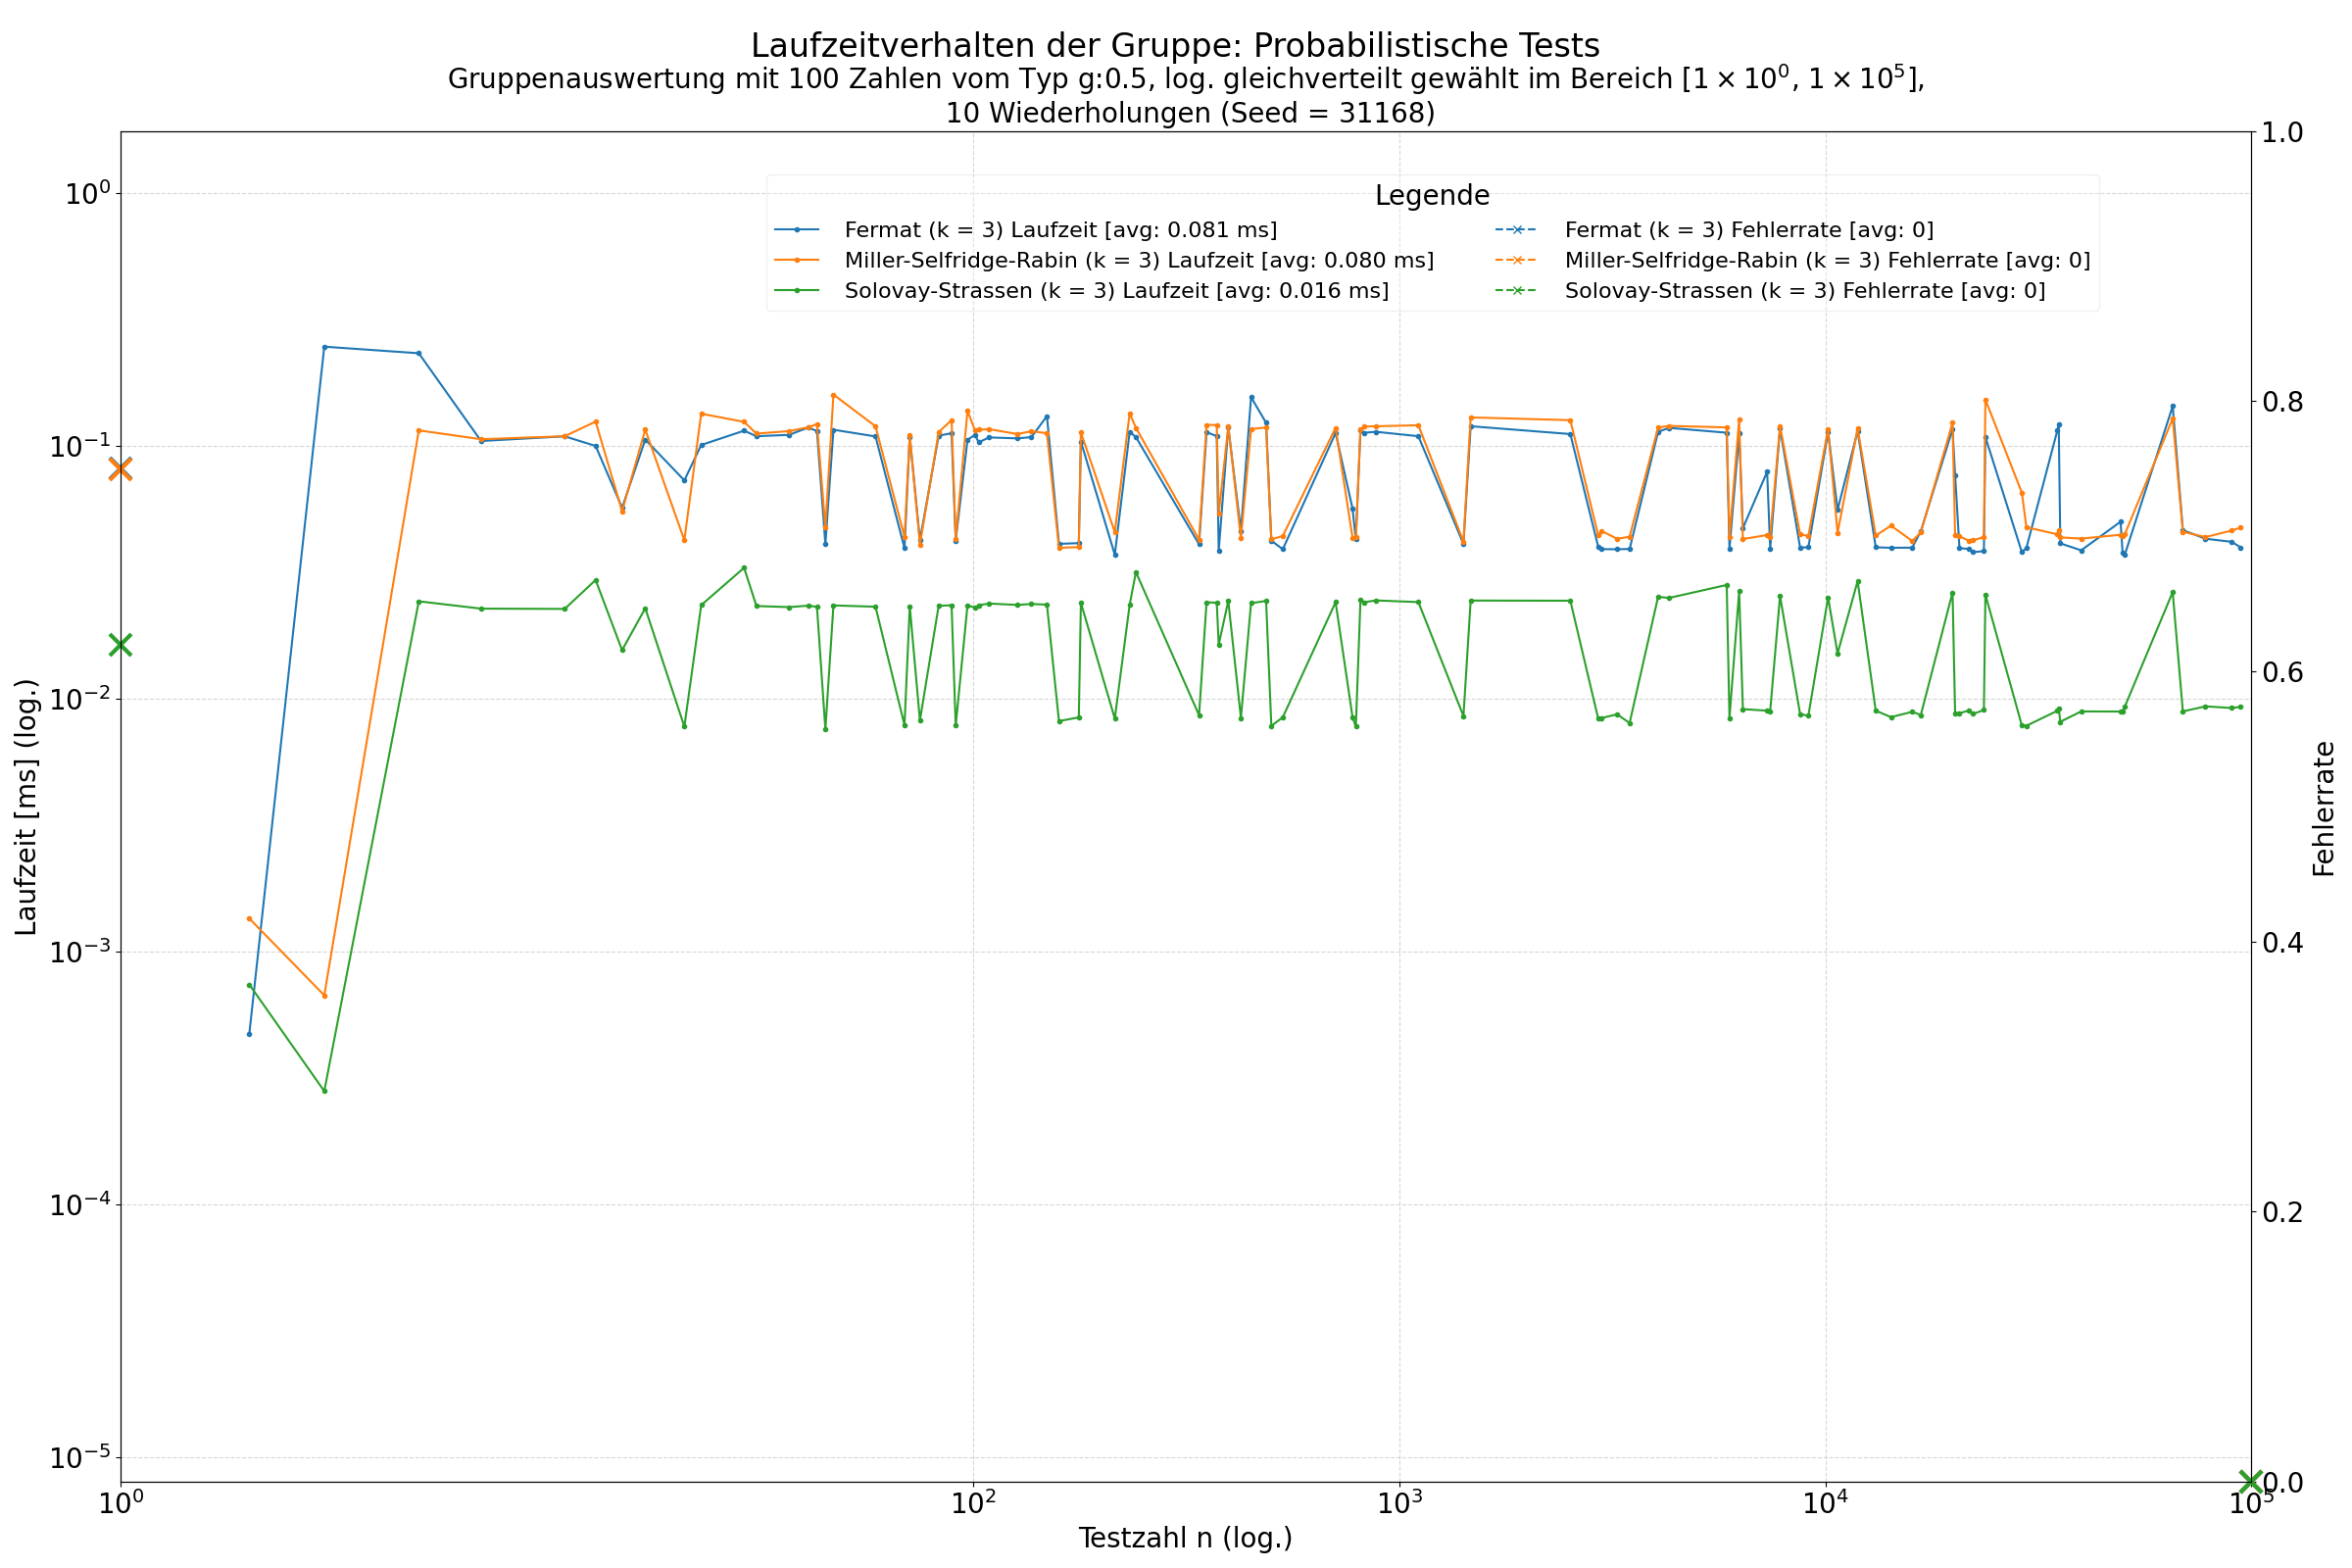 Laufzeitverhalten der Gruppe: Probabilistische Tests
Gruppenauswertung mit 100 Zahlen vom Typ g:0.5, log. gleichverteilt gewählt im Bereich [1 × 10⁰, 1 × 10⁵],
10 Wiederholungen (Seed = 31168)
Legende
Fermat (k = 3) Laufzeit [avg: 0.081 ms]
Miller-Selfridge-Rabin (k = 3) Laufzeit [avg: 0.080 ms]
Solovay-Strassen (k = 3) Laufzeit [avg: 0.016 ms]
Fermat (k = 3) Fehlerrate [avg: 0]
Miller-Selfridge-Rabin (k = 3) Fehlerrate [avg: 0]
Solovay-Strassen (k = 3) Fehlerrate [avg: 0]
Laufzeit [ms] (log.)
10⁰
10⁻¹
10⁻²
10⁻³
10⁻⁴
10⁻⁵
1.0
0.8
0.6
0.4
0.2
0.0
Fehlerrate
10⁰
10²
10³
10⁴
10⁵
Testzahl n (log.)